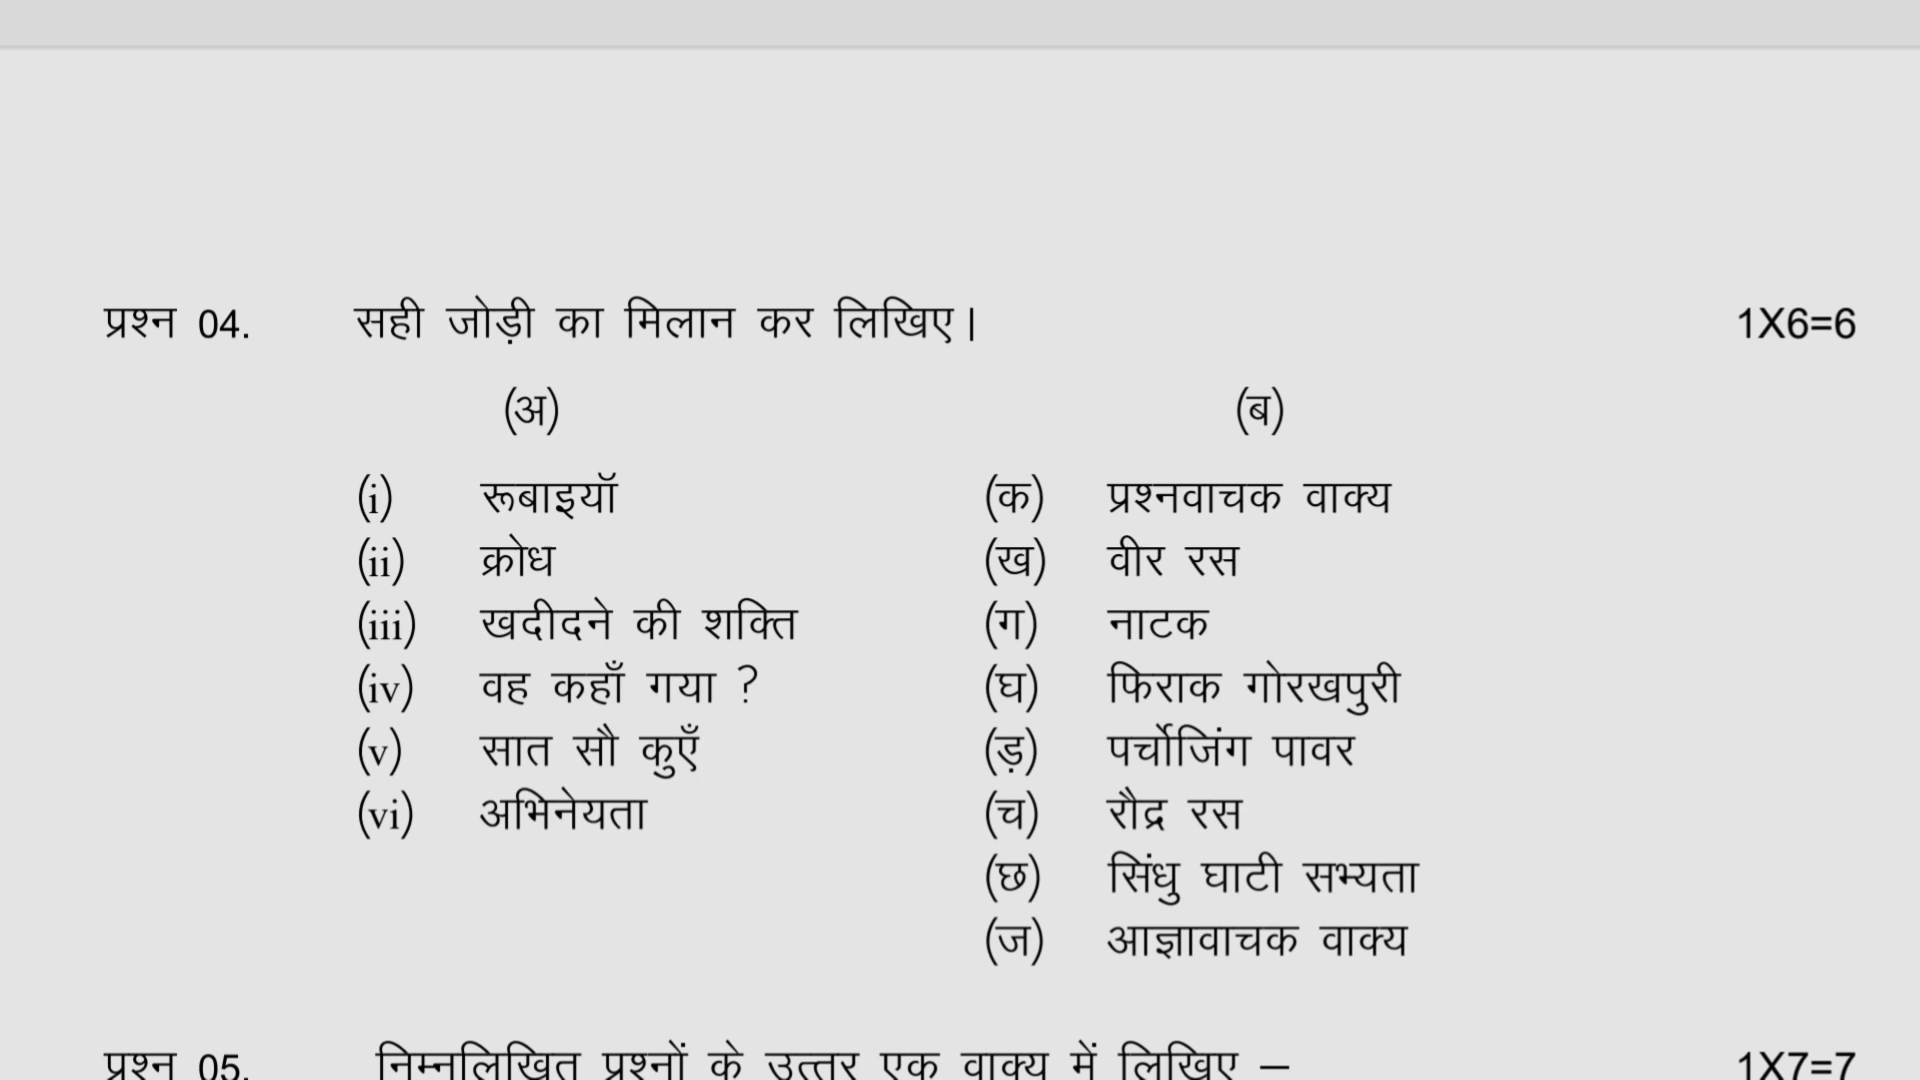 प्रश्न 04. सही जोड़ी का मिलान कर लिखिए। 1X6=6
(अ) (ब)
(i) रूबाइयॉ (क) प्रश्नवाचक वाक्य
(ii) क्रोध (ख) वीर रस
(iii) खदीदने की शक्ति (ग) नाटक
(iv) वह कहाँ गया ? (घ) फिराक गोरखपुरी
(v) सात सौ कुएँ (ड़) पर्चोजिंग पावर
(vi) अभिनेयता (च) रौद्र रस
(छ) सिंधु घाटी सभ्यता
(ज) आज्ञावाचक वाक्य
प्रश्न 05. निम्नलिखित प्रश्नों के उत्तर एक वाक्य में लिखिए – 1X7=7